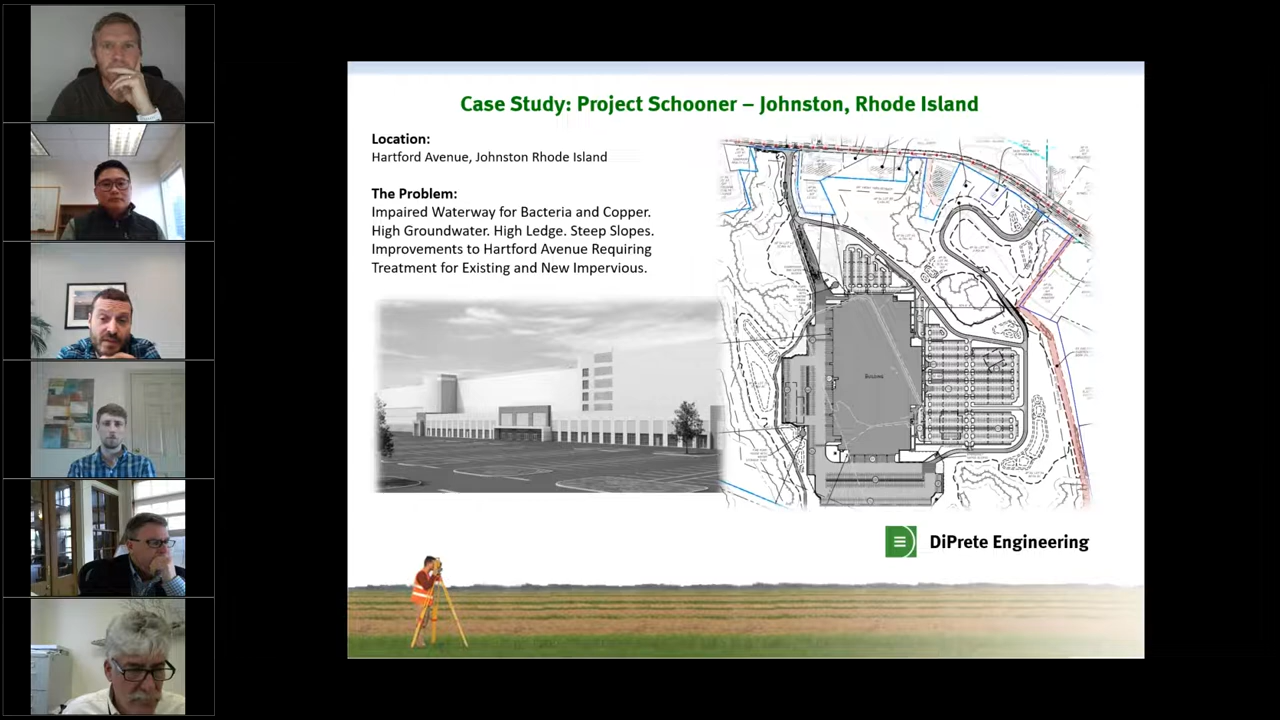 Case Study: Project Schooner – Johnston, Rhode Island
Location:
Hartford Avenue, Johnston Rhode Island
The Problem:
Impaired Waterway for Bacteria and Copper.
High Groundwater. High Ledge. Steep Slopes.
Improvements to Hartford Avenue Requiring
Treatment for Existing and New Impervious.
DiPrete Engineering